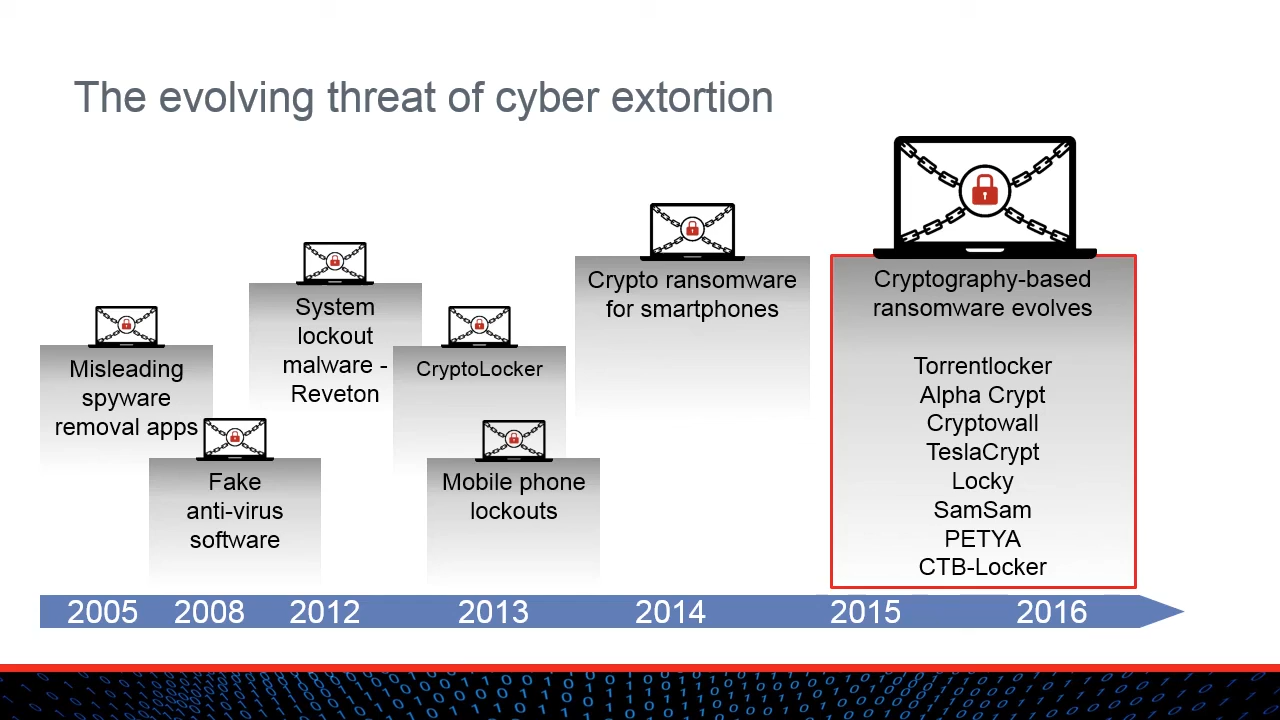 The evolving threat of cyber extortion
Misleading
spyware
removal apps
Fake
anti-virus
software
System
lockout
malware -
Reveton
CryptoLocker
Mobile phone
lockouts
Crypto ransomware
for smartphones
Cryptography-based
ransomware evolves
Torrentlocker
Alpha Crypt
Cryptowall
TeslaCrypt
Locky
SamSam
PETYA
CTB-Locker
2005 2008 2012 2013 2014 2015 2016